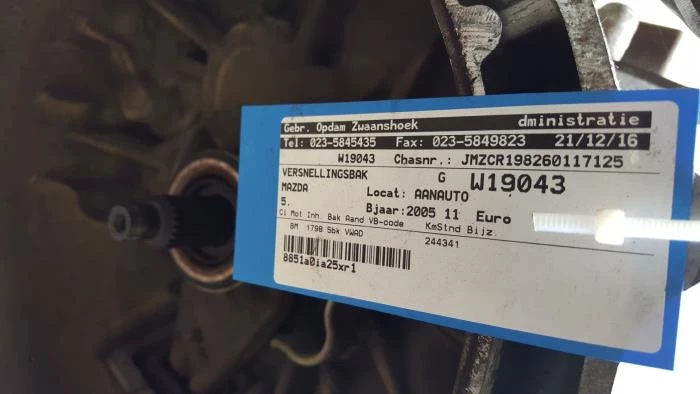 Gebr. Opdam Zwaanshoek dministratie
Tel: 023-5845435 Fax: 023-5849823 21/12/16
W19043 Chasnr.: JMZCR198260117125
VERSNELLINGSBAK G W19043
MAZDA Locat: AANAUTO
5. Bjaar:2005 11 Euro
Cl Mot Inh. Bak Aand VB-code KmStnd Bijz.
BM 1798 5bk VWAD 244341
8851a0ia25xr1